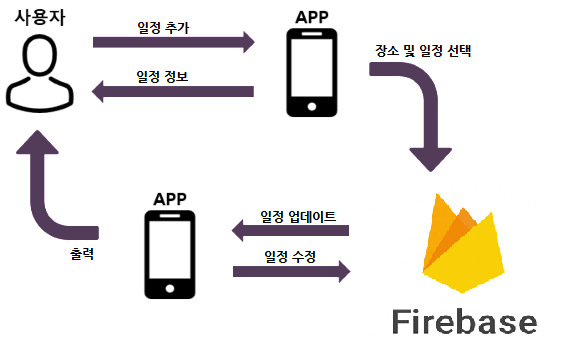 사용자
APP
일정 추가
일정 정보
장소 및 일정 선택
APP
일정 업데이트
일정 수정
출력
Firebase